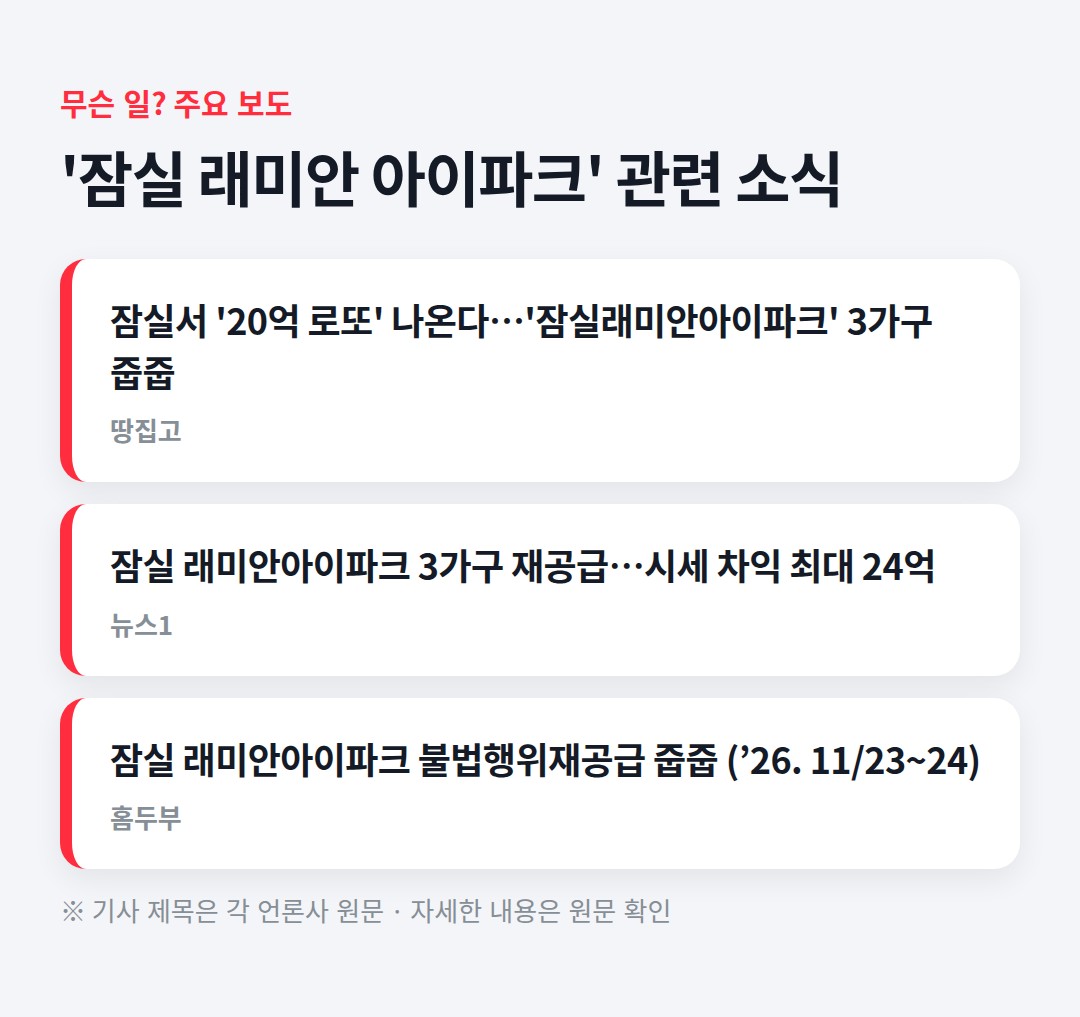 무슨 일? 주요 보도
'잠실 래미안 아이파크' 관련 소식
잠실서 '20억 로또' 나온다…'잠실래미안아이파크' 3가구
줍줍
땅집고
잠실 래미안아이파크 3가구 재공급…시세 차익 최대 24억
뉴스1
잠실 래미안아이파크 불법행위재공급 줍줍 (’26. 11/23~24)
홈두부
※ 기사 제목은 각 언론사 원문 · 자세한 내용은 원문 확인